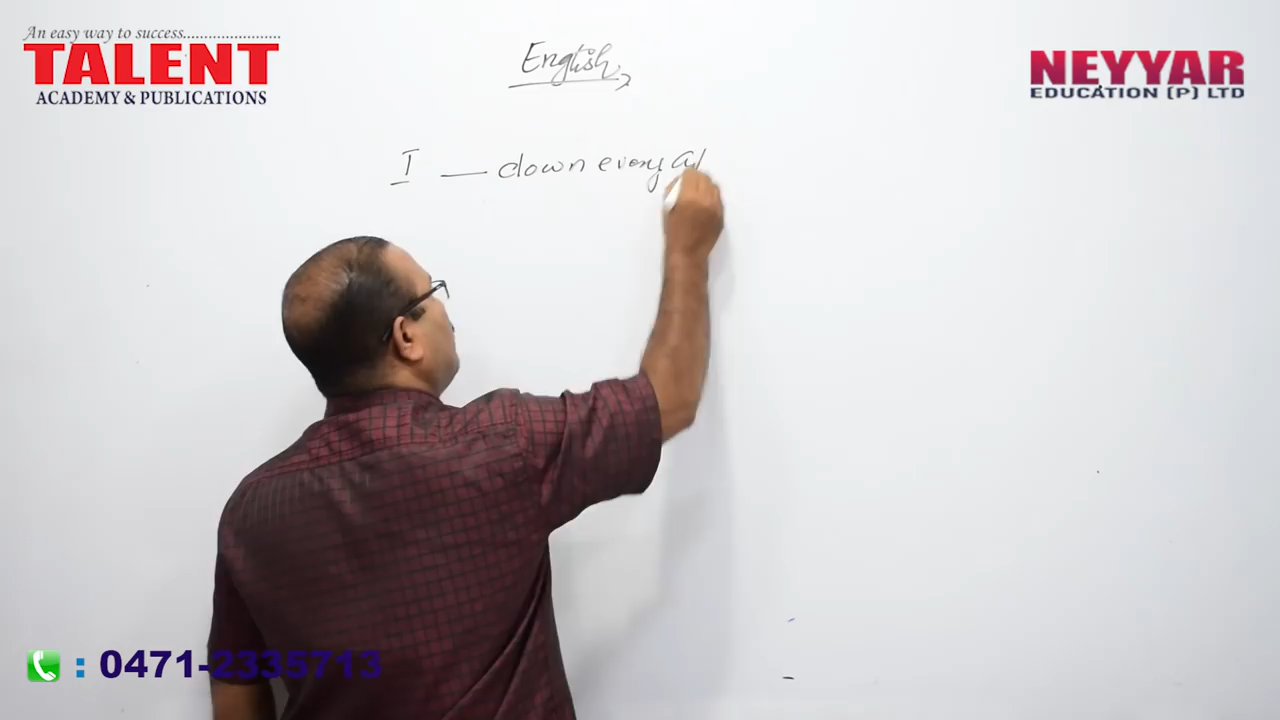 An easy way to success......................
TALENT
ACADEMY & PUBLICATIONS
NEYYAR
EDUCATION (P) LTD
English
I — down every
: 0471-2335713